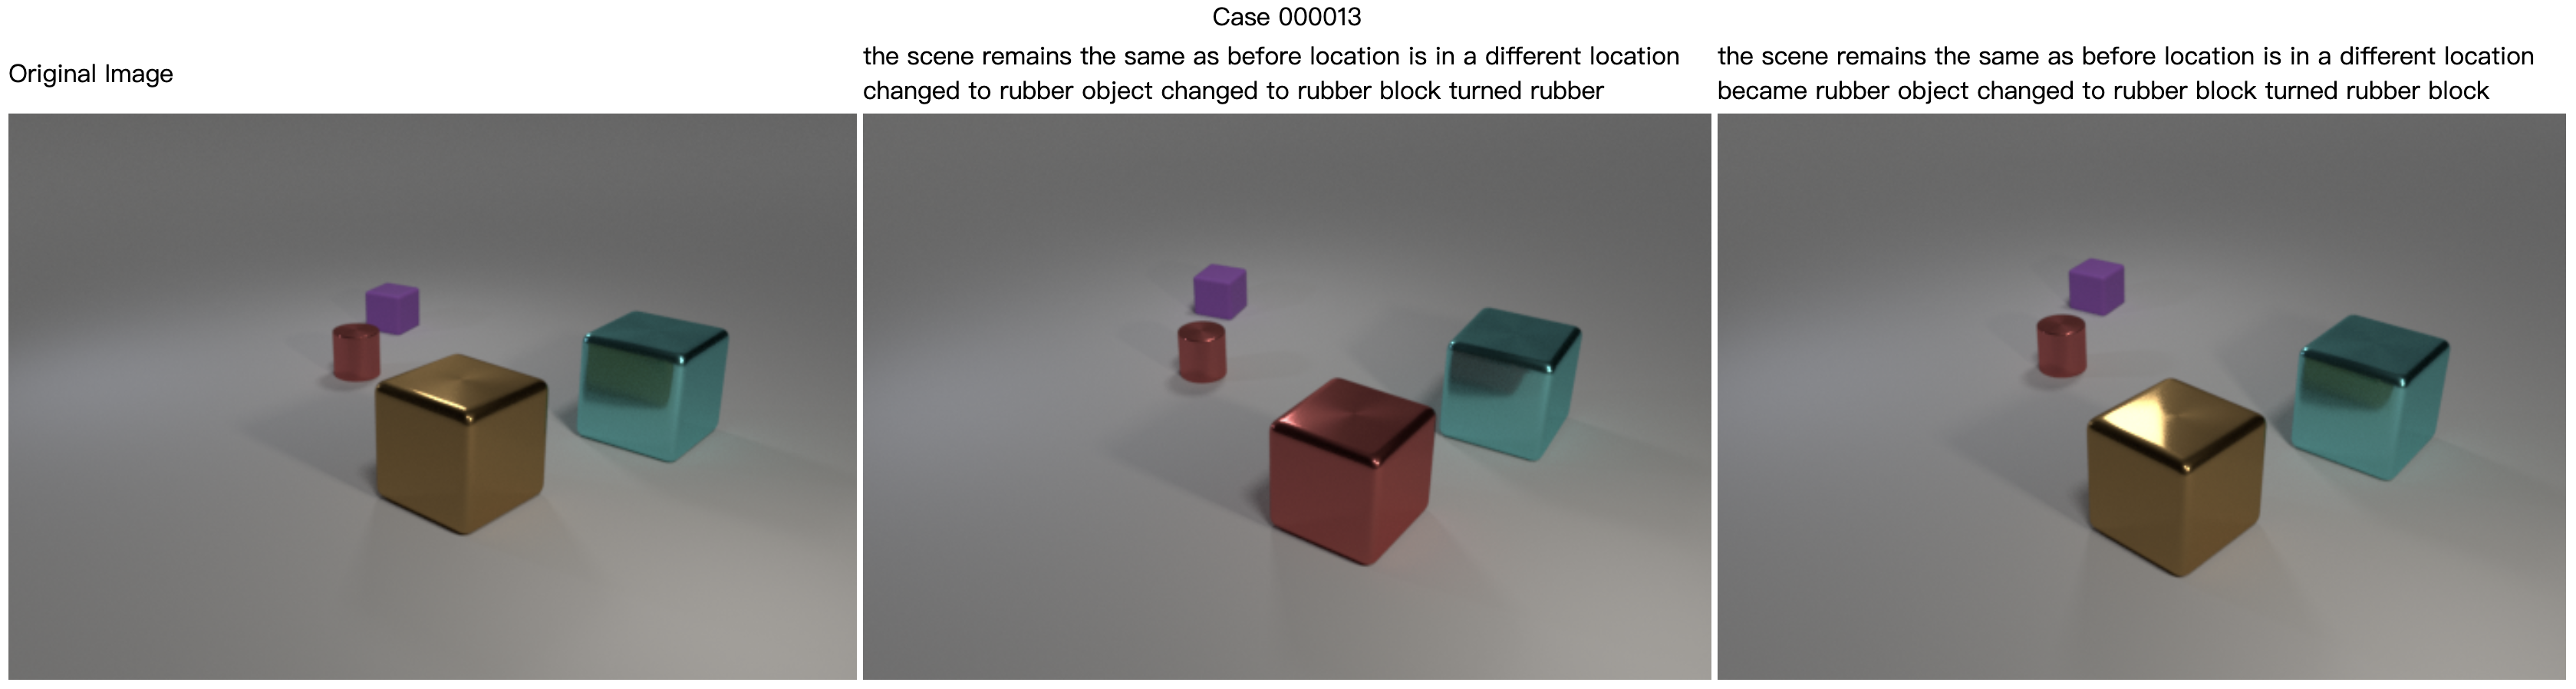 Case 000013
Original Image
the scene remains the same as before location is in a different location
changed to rubber object changed to rubber block turned rubber
the scene remains the same as before location is in a different location
became rubber object changed to rubber block turned rubber block